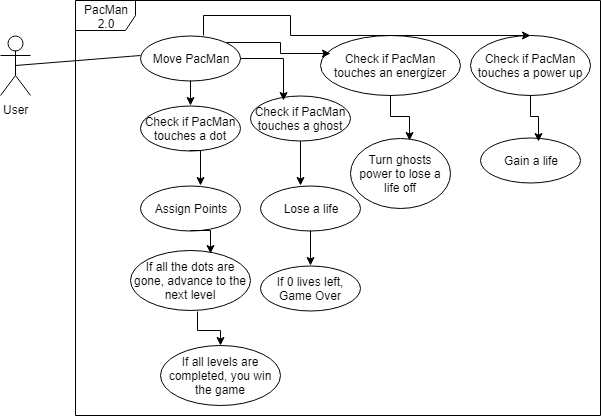 PacMan
2.0
User
Move PacMan
Check if PacMan
touches an energizer
Check if PacMan
touches a power up
Check if PacMan
touches a dot
Check if PacMan
touches a ghost
Turn ghosts
power to lose a
life off
Gain a life
Assign Points
Lose a life
If all the dots are
gone, advance to the
next level
If 0 lives left,
Game Over
If all levels are
completed, you win
the game